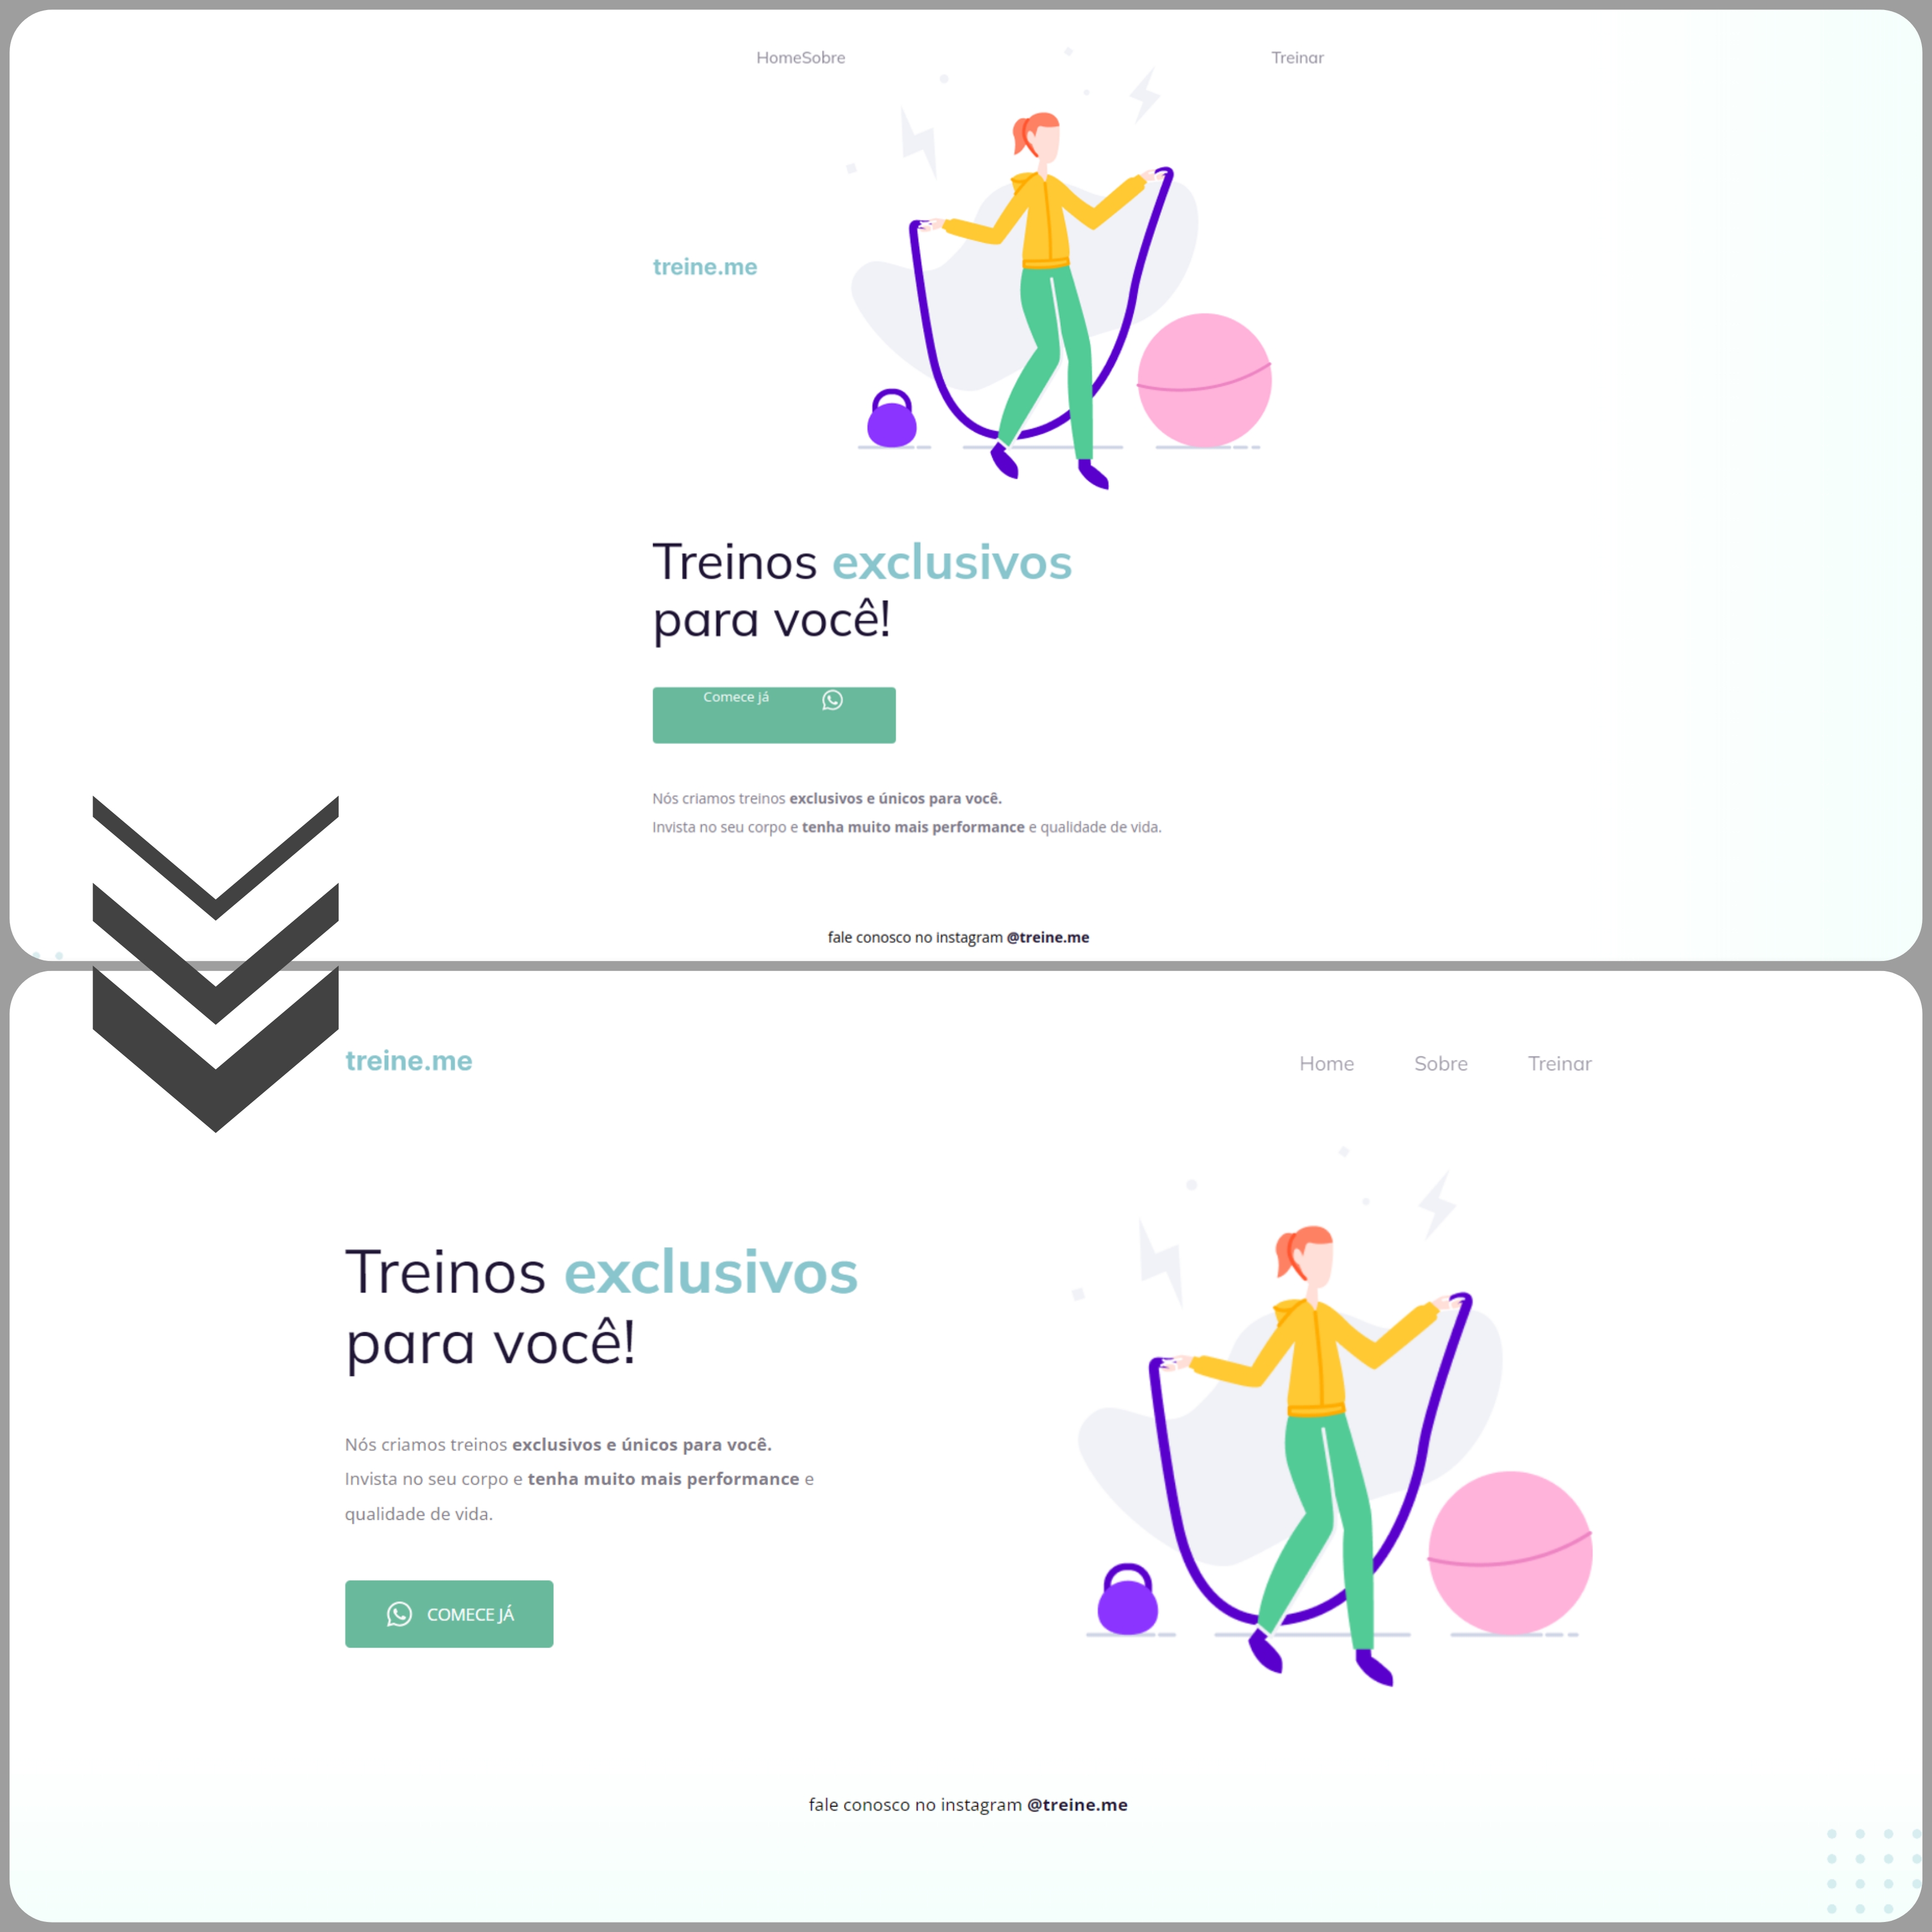 HomeSobre
Treinar
treine.me
Treinos exclusivos
para você!
Comece já
Nós criamos treinos exclusivos e únicos para você.
Invista no seu corpo e tenha muito mais performance e qualidade de vida.
fale conosco no instagram @treine.me
treine.me
Home Sobre Treinar
Treinos exclusivos
para você!
Nós criamos treinos exclusivos e únicos para você.
Invista no seu corpo e tenha muito mais performance e
qualidade de vida.
COMECE JÁ
fale conosco no instagram @treine.me